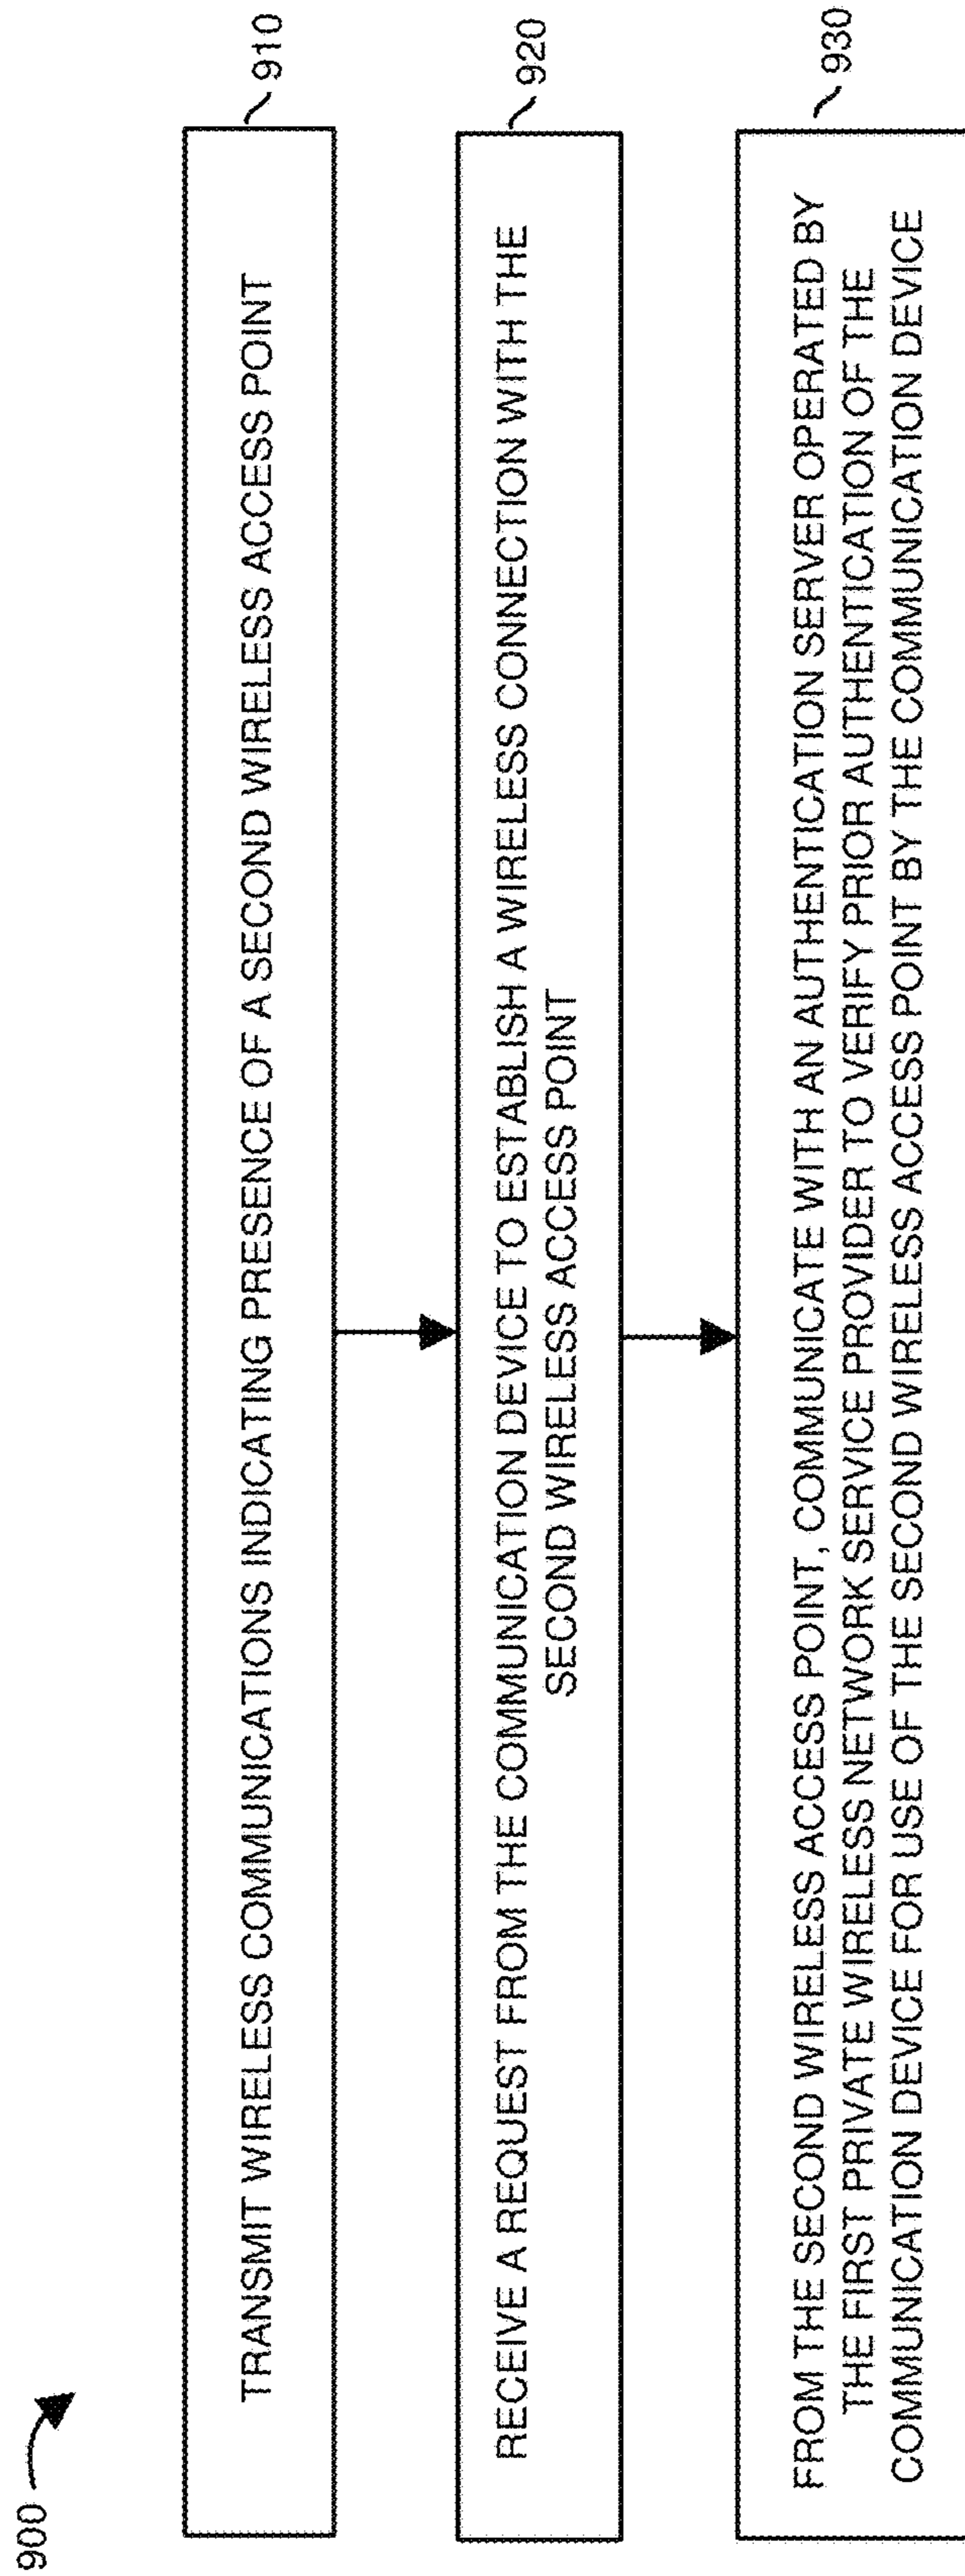 900
910
TRANSMIT WIRELESS COMMUNICATIONS INDICATING PRESENCE OF A SECOND WIRELESS ACCESS POINT
920
RECEIVE A REQUEST FROM THE COMMUNICATION DEVICE TO ESTABLISH A WIRELESS CONNECTION WITH THE
SECOND WIRELESS ACCESS POINT
930
FROM THE SECOND WIRELESS ACCESS POINT, COMMUNICATE WITH AN AUTHENTICATION SERVER OPERATED BY
THE FIRST PRIVATE WIRELESS NETWORK SERVICE PROVIDER TO VERIFY PRIOR AUTHENTICATION OF THE
COMMUNICATION DEVICE FOR USE OF THE SECOND WIRELESS ACCESS POINT BY THE COMMUNICATION DEVICE